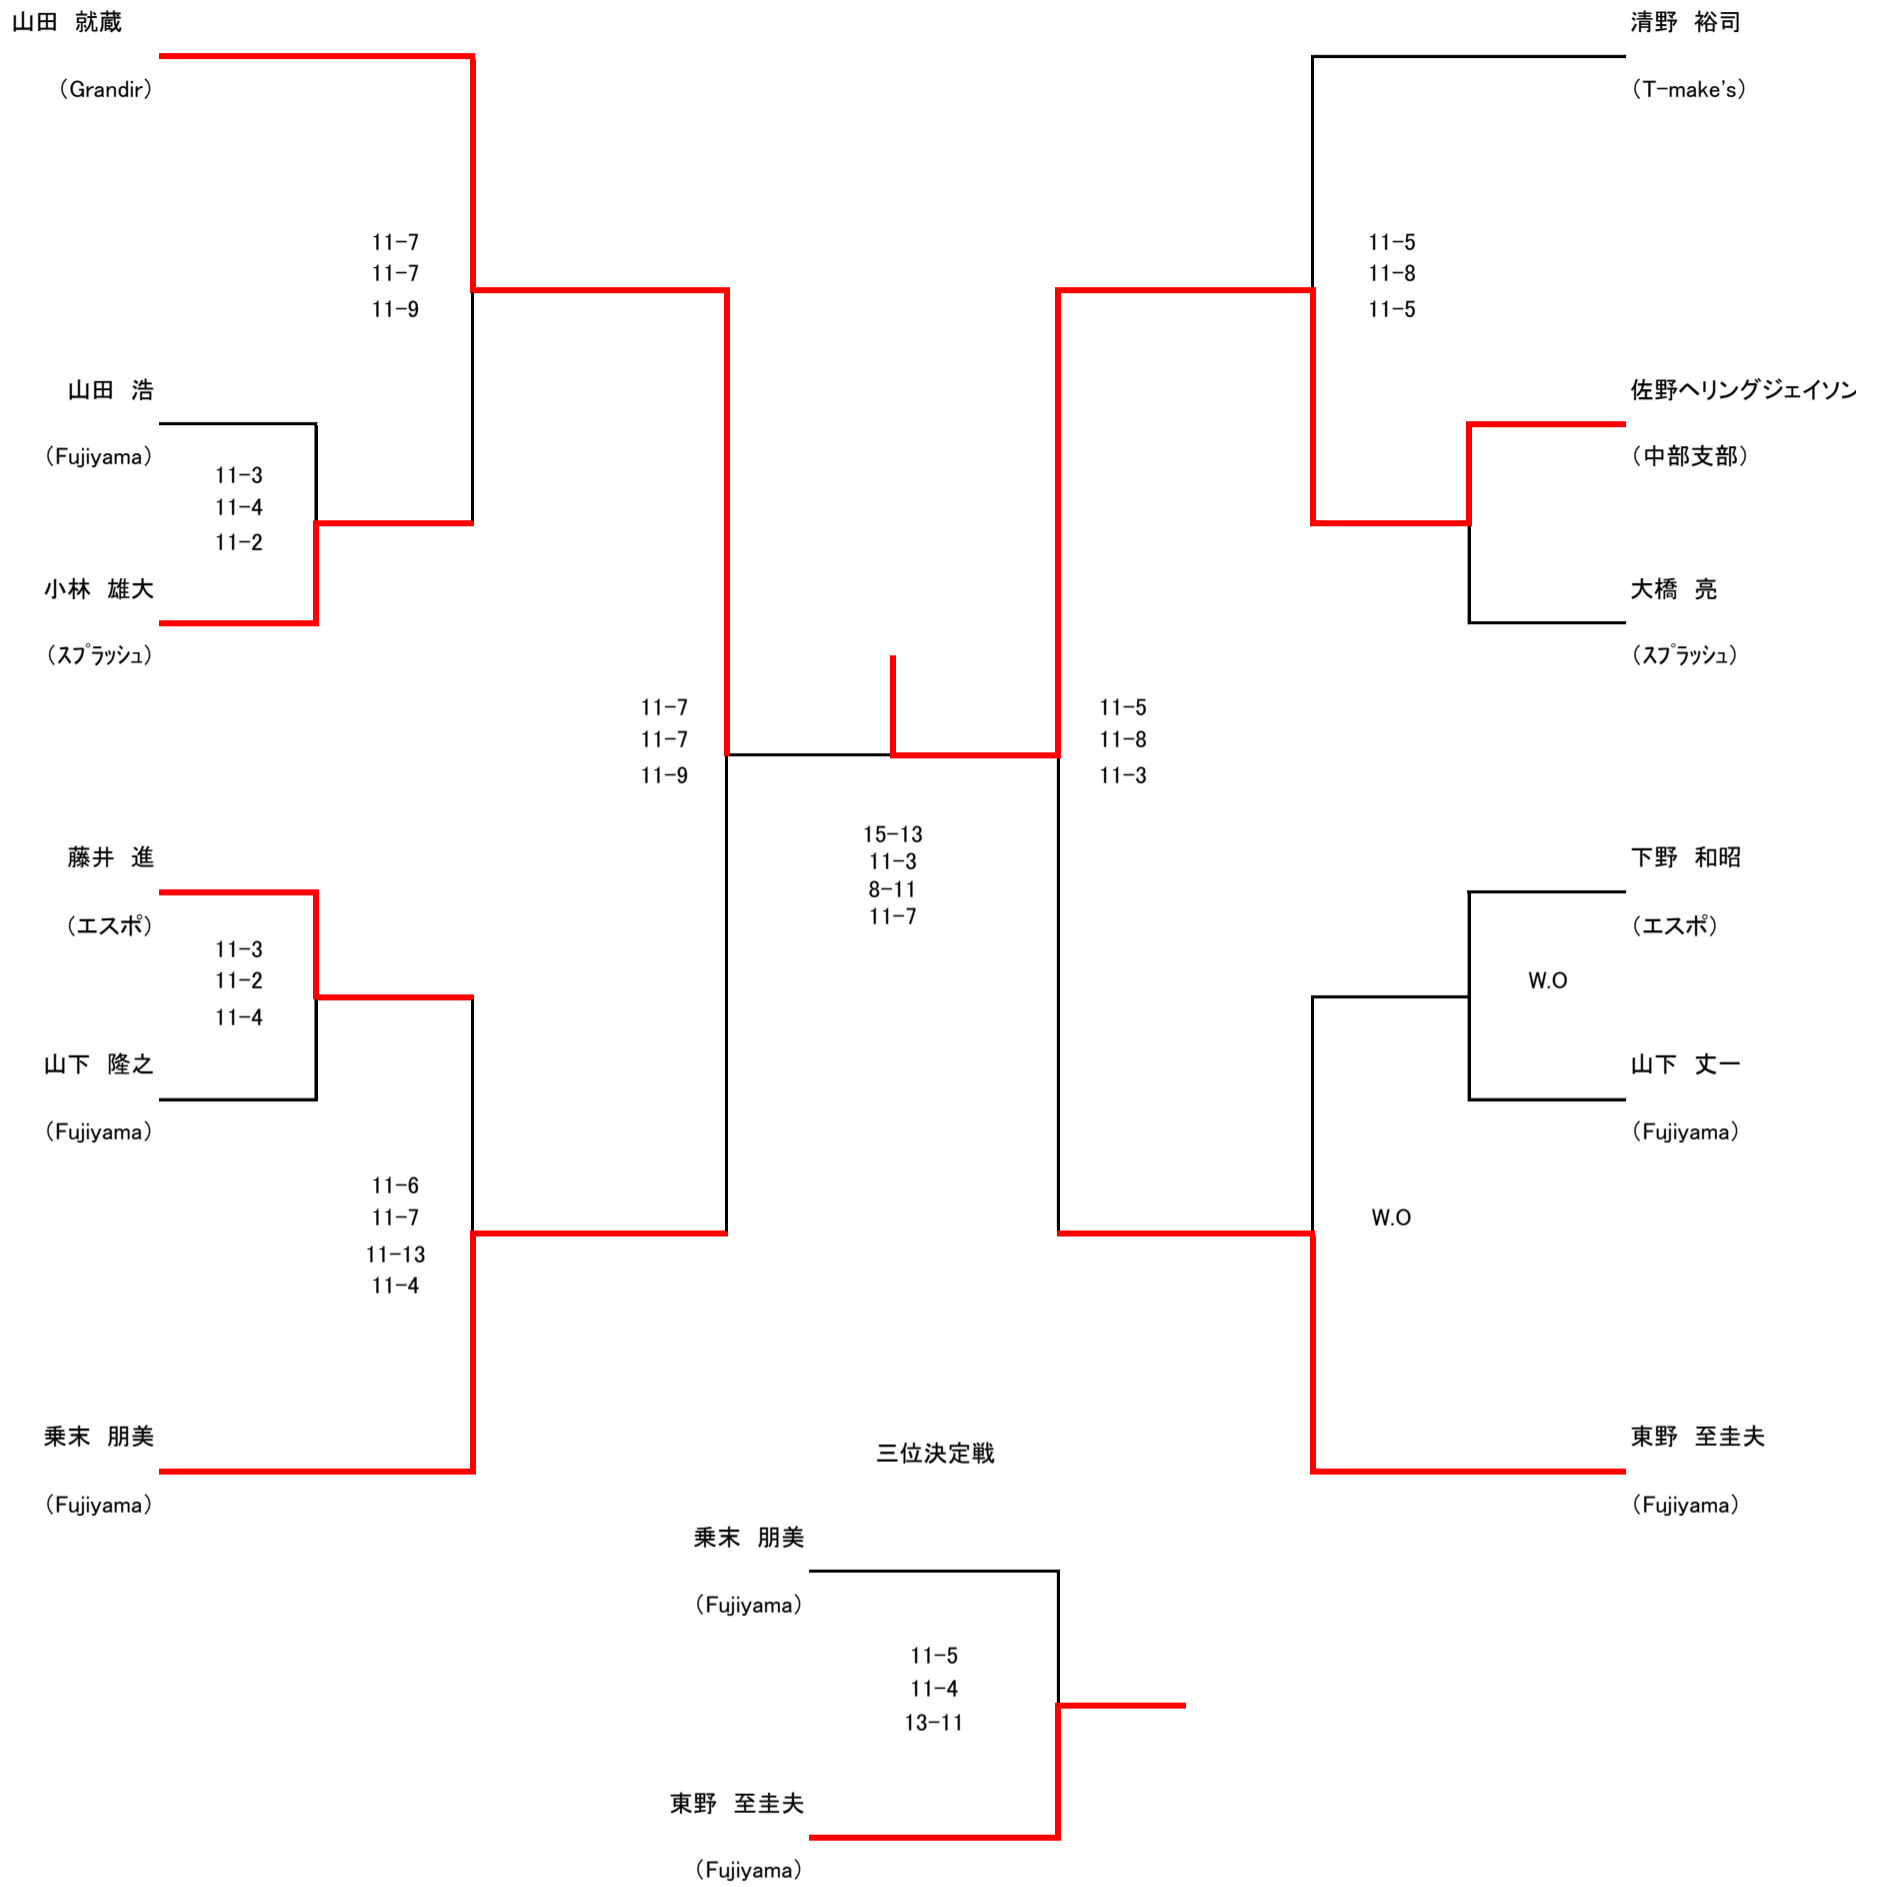 山田　就蔵
（Grandir）
11-7
11-7
11-9
山田　浩
（Fujiyama）
11-3
11-4
11-2
小林　雄大
（スプラッシュ）
11-7
11-7
11-9
藤井　進
（エスポ）
11-3
11-2
11-4
山下　隆之
（Fujiyama）
11-6
11-7
11-13
11-4
乗末　朋美
（Fujiyama）
15-13
11-3
8-11
11-7
清野　裕司
（T-make's）
11-5
11-8
11-5
佐野ヘリングジェイソン
（中部支部）
大橋　亮
（スプラッシュ）
11-5
11-8
11-3
下野　和昭
（エスポ）
W.O
山下　丈一
（Fujiyama）
W.O
東野　至圭夫
（Fujiyama）
三位決定戦
乗末　朋美
（Fujiyama）
11-5
11-4
13-11
東野　至圭夫
（Fujiyama）